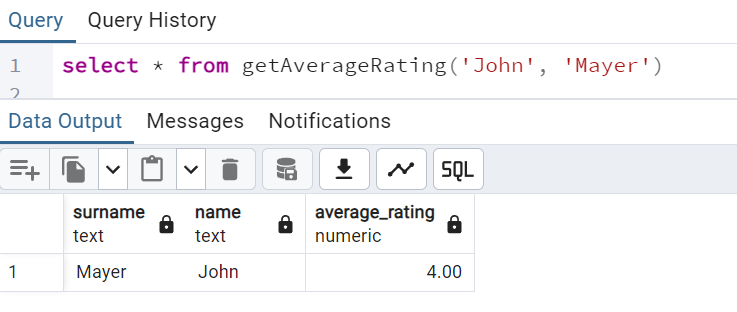 Query Query History
1 select * from getAverageRating('John', 'Mayer')
2
Data Output Messages Notifications
SQL
surname name average_rating
text text numeric
1 Mayer John 4.00